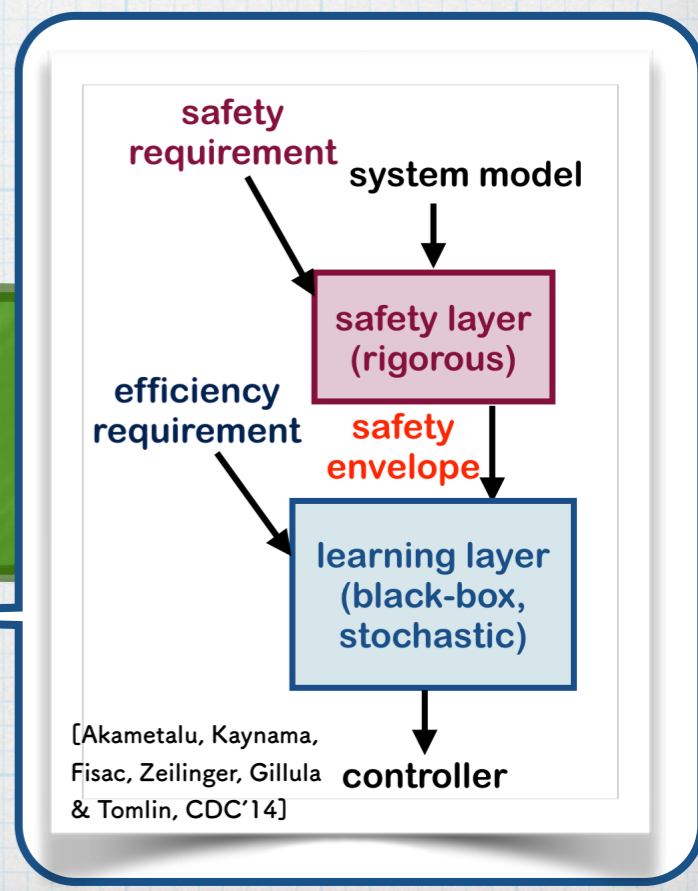 safety
requirement
system model
safety layer
(rigorous)
efficiency
requirement
safety
envelope
learning layer
(black-box,
stochastic)
[Akametalu, Kaynama,
Fisac, Zeilinger, Gillula
& Tomlin, CDC’14]
controller